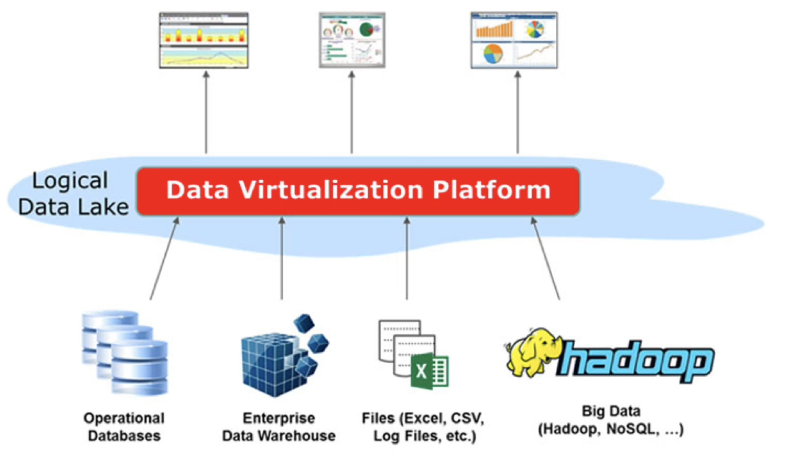 Logical
Data Lake
Data Virtualization Platform
hadoop
Operational
Databases
Enterprise
Data Warehouse
Files (Excel, CSV,
Log Files, etc.)
Big Data
(Hadoop, NoSQL, ...)